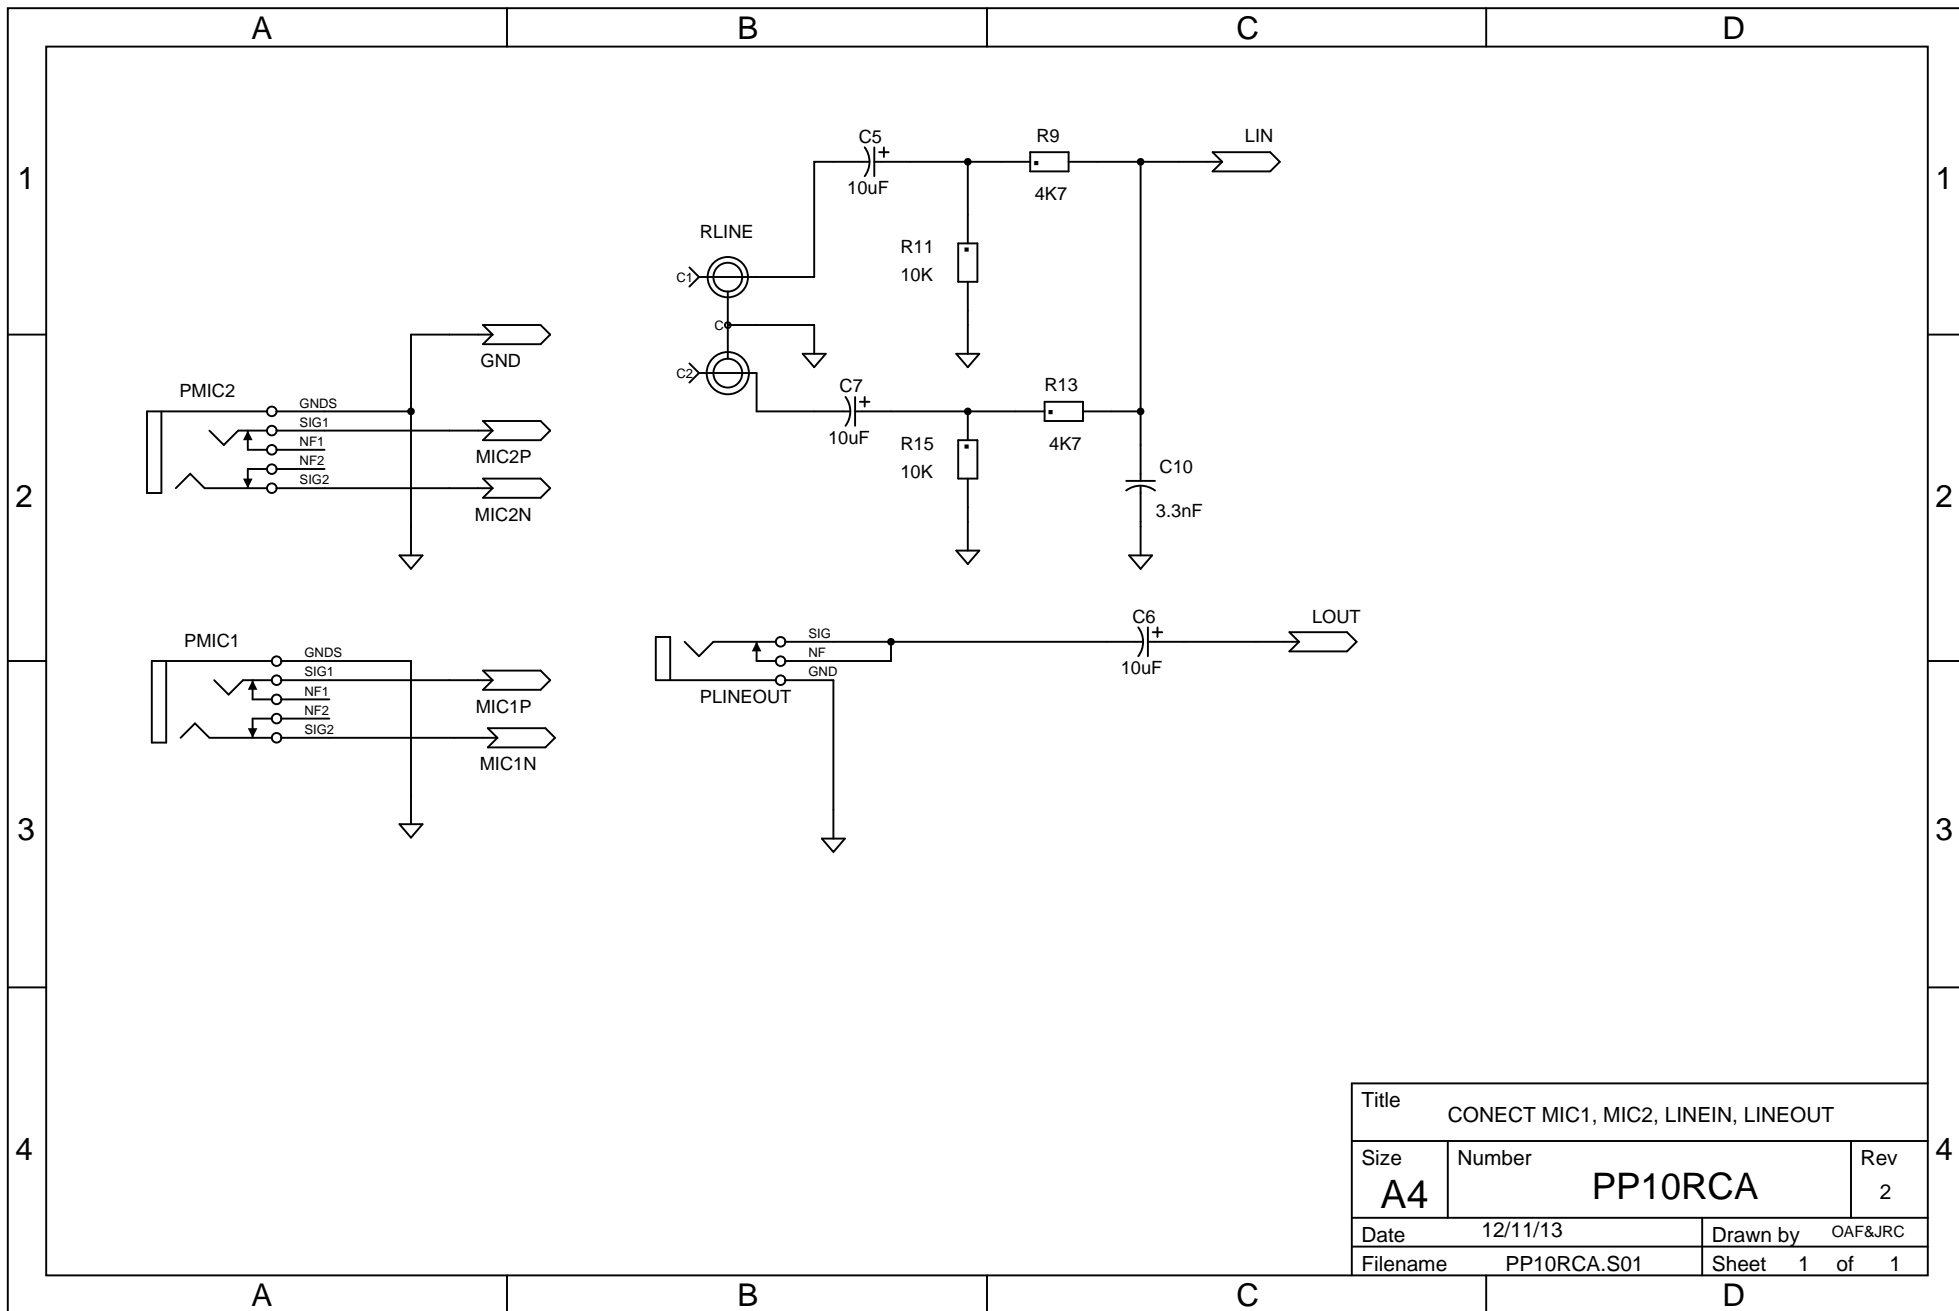 A B C D
1 1
C5
+
10uF
R9
4K7
LIN
RLINE
R11
10K
C1
C
C2
GND
PMIC2
GNDS
SIG1
NF1
NF2
SIG2
MIC2P
MIC2N
C7
+
10uF
R13
4K7
R15
10K
C10
3.3nF
2 2
PMIC1
GNDS
SIG1
NF1
NF2
SIG2
MIC1P
MIC1N
SIG
NF
GND
PLINEOUT
C6
+
10uF
LOUT
3 3
4 4
Title
CONECT MIC1, MIC2, LINEIN, LINEOUT
Size
A4
Number
PP10RCA
Rev
2
Date 12/11/13
Drawn by OAF&JRC
Filename PP10RCA.S01
Sheet 1 of 1
A B C D